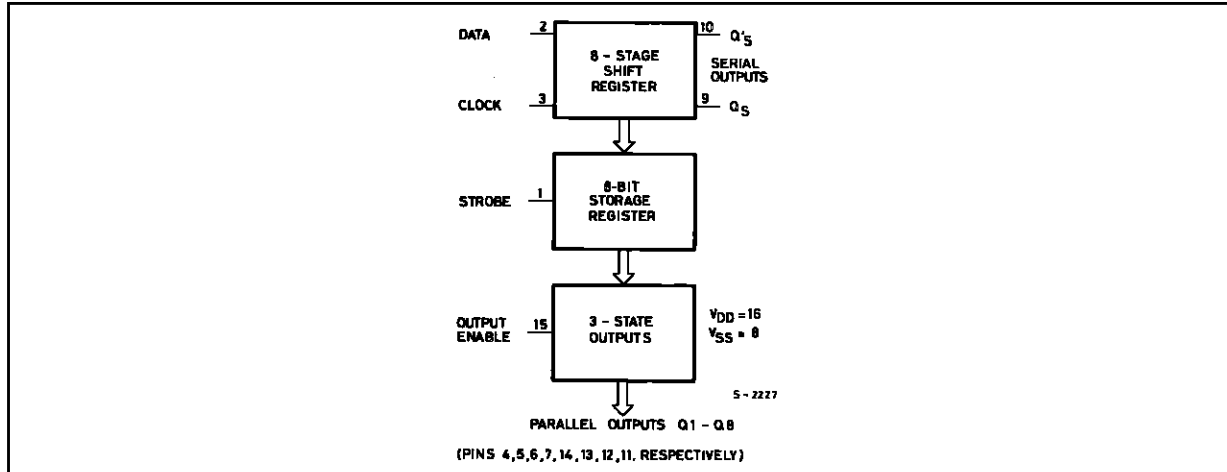 DATA 2
CLOCK 3
8 - STAGE
SHIFT
REGISTER
10 Q'S
SERIAL
OUTPUTS
9 QS
STROBE 1
8-BIT
STORAGE
REGISTER
OUTPUT
ENABLE
15
3 - STATE
OUTPUTS
VDD = 16
VSS = 8
S - 2227
PARALLEL OUTPUTS Q1 - Q8
(PINS 4,5,6,7,14,13,12,11, RESPECTIVELY)